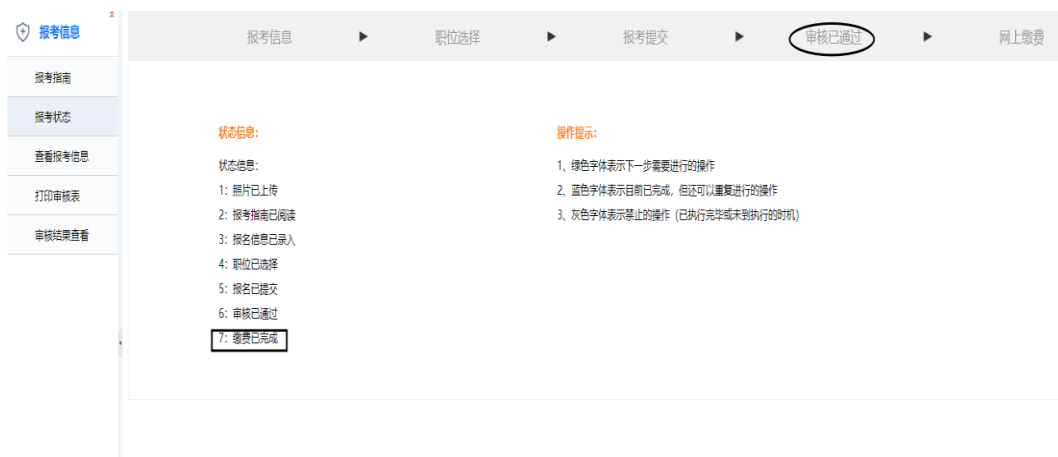 报考信息
报考指南
报考状态
查看报考信息
打印审核表
审核结果查看
报考信息 ▶ 职位选择 ▶ 报考提交 ▶ 审核已通过 ▶ 网上缴费
状态信息:
状态信息:
1: 照片已上传
2: 报考指南已阅读
3: 报名信息已录入
4: 职位已选择
5: 报名已提交
6: 审核已通过
7: 缴费已完成
操作提示:
1、绿色字体表示下一步需要进行的操作
2、蓝色字体表示目前已完成, 但还可以重复进行的操作
3、灰色字体表示禁止的操作 (已执行完毕或未到执行的时机)